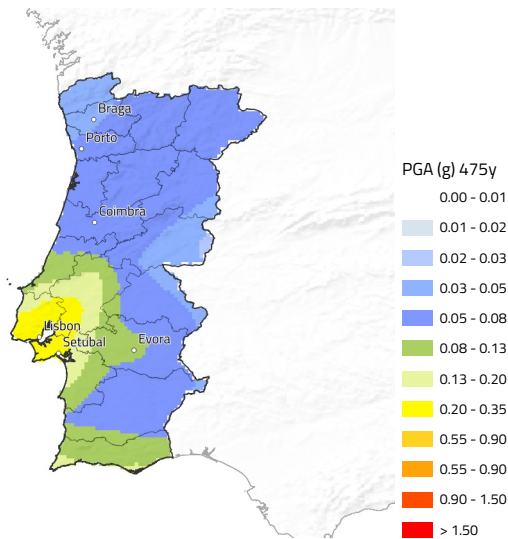 Braga
Porto
Coimbra
Lisbon
Setubal
Evora
PGA (g) 475y
0.00 - 0.01
0.01 - 0.02
0.02 - 0.03
0.03 - 0.05
0.05 - 0.08
0.08 - 0.13
0.13 - 0.20
0.20 - 0.35
0.55 - 0.90
0.55 - 0.90
0.90 - 1.50
> 1.50